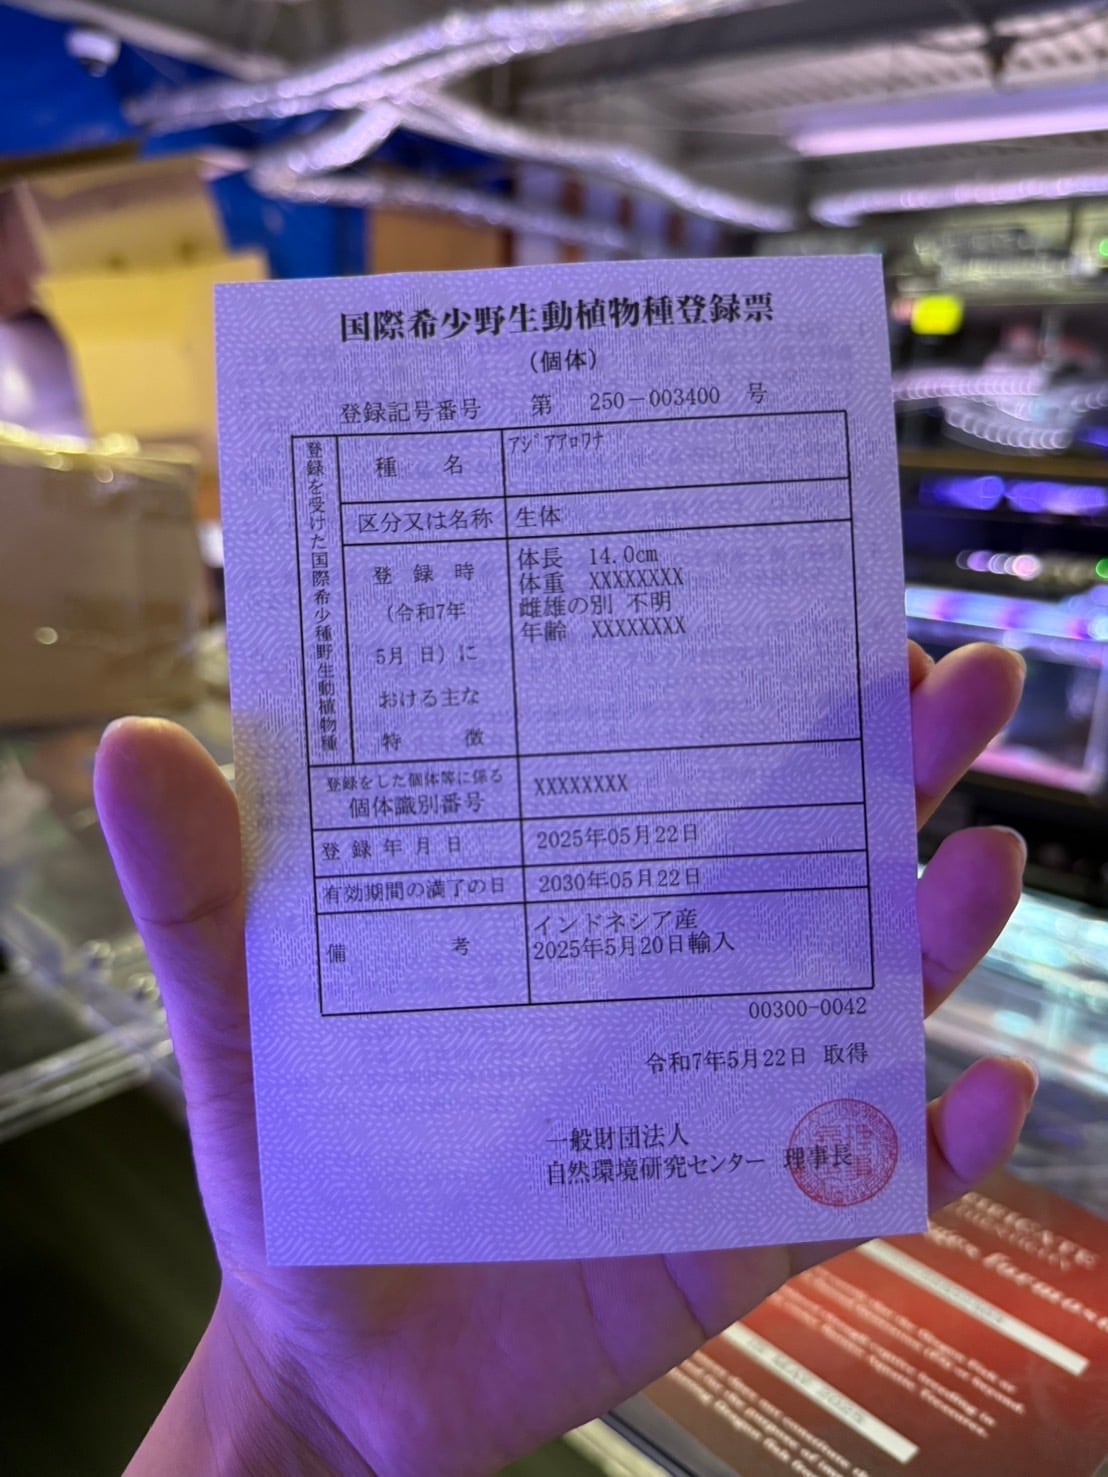 国際希少野生動植物種登録票
（個体）
登録記号番号 第 250－003400 号
登録を受けた国際希少種野生動植物種
種 名 アジアアロワナ
区分又は名称 生体
登 録 時
（令和7年
5月 日）に
おける主な
特 徴
体長 14.0cm
体重 XXXXXXXX
雌雄の別 不明
年齢 XXXXXXXX
登録をした個体等に係る
個体識別番号 XXXXXXXX
登 録 年 月 日 2025年05月22日
有効期間の満了の日 2030年05月22日
備 考
インドネシア産
2025年5月20日輸入
00300-0042
令和7年5月22日 取得
一般財団法人
自然環境研究センター 理事長
MAY 2025